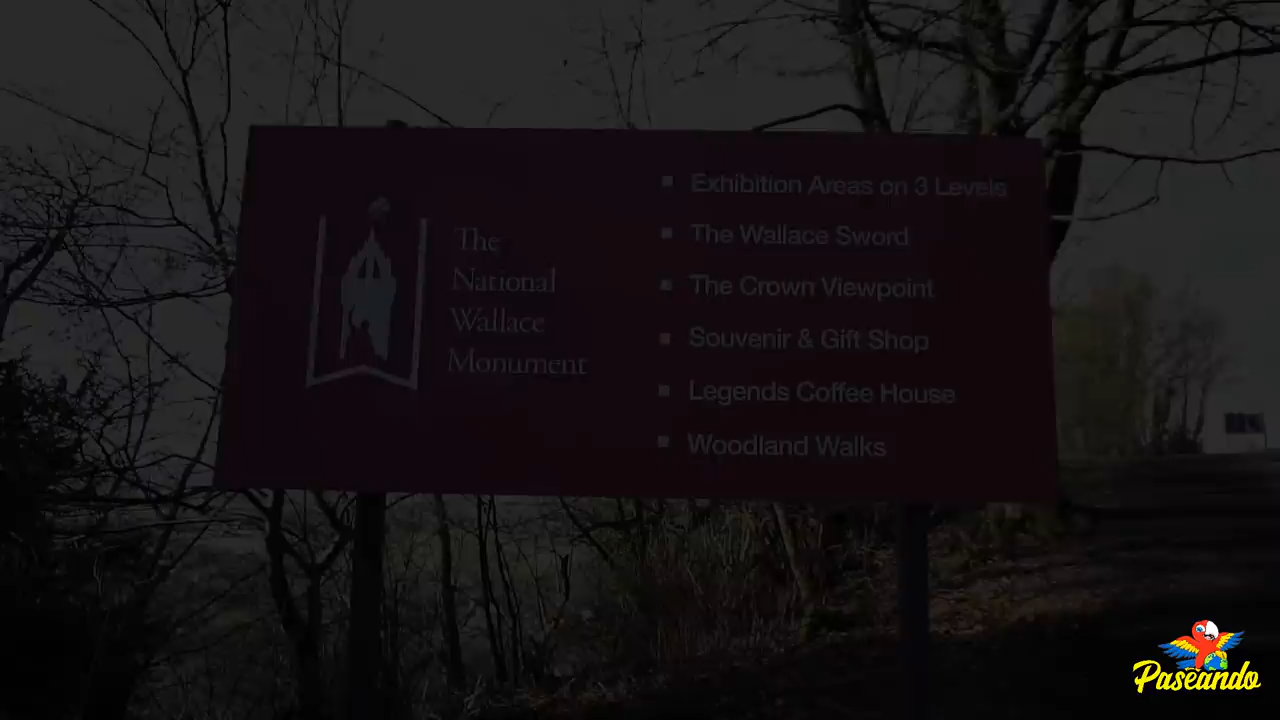 The
National
Wallace
Monument
Exhibition Areas on 3 Levels
The Wallace Sword
The Crown Viewpoint
Souvenir & Gift Shop
Legends Coffee House
Woodland Walks
Paseando